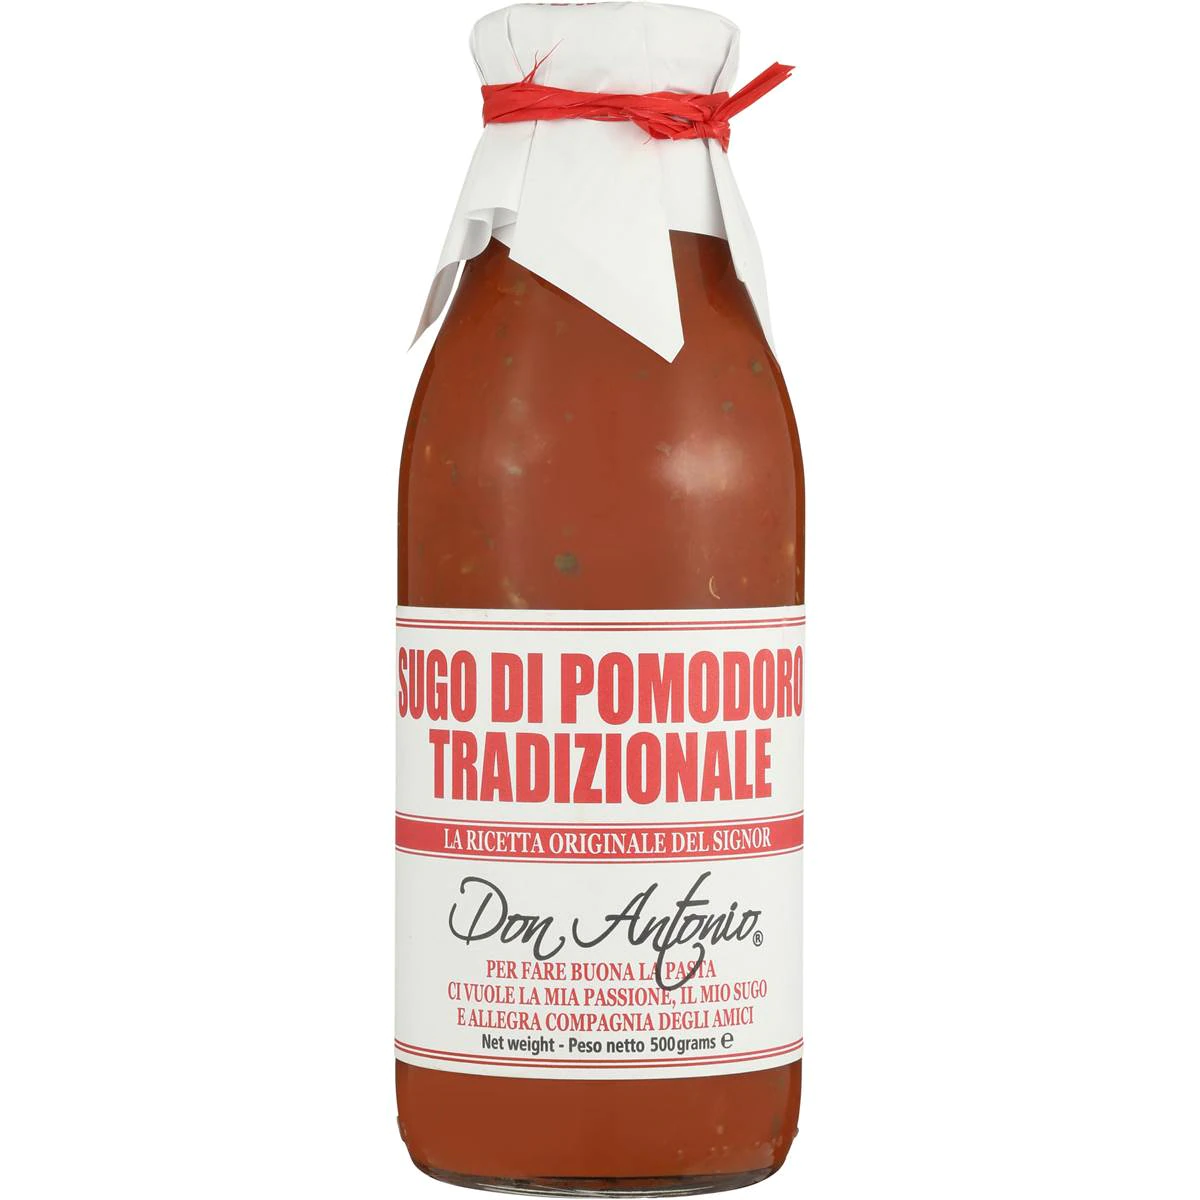 SUGO DI POMODORO
TRADIZIONALE
LA RICETTA ORIGINALE DEL SIGNOR
Don Antonio®
PER FARE BUONA LA PASTA
CI VUOLE LA MIA PASSIONE, IL MIO SUGO
E ALLEGRA COMPAGNIA DEGLI AMICI
Net weight - Peso netto 500grams ℮